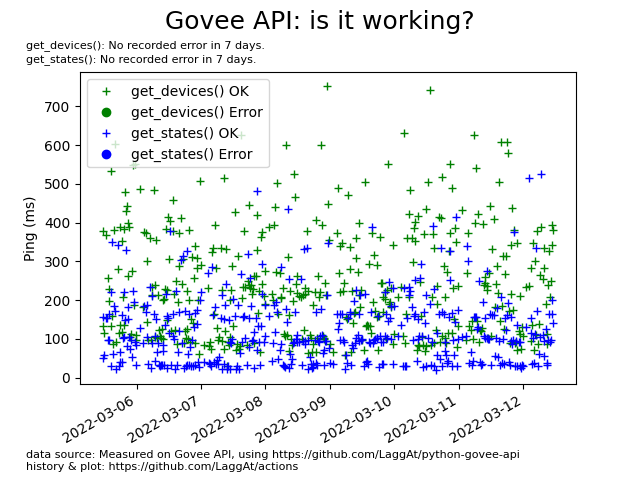 Govee API: is it working?
get_devices(): No recorded error in 7 days.
get_states(): No recorded error in 7 days.
get_devices() OK
get_devices() Error
get_states() OK
get_states() Error
Ping (ms)
700
600
500
400
300
200
100
0
2022-03-06
2022-03-07
2022-03-08
2022-03-09
2022-03-10
2022-03-11
2022-03-12
data source: Measured on Govee API, using https://github.com/LaggAt/python-govee-api
history & plot: https://github.com/LaggAt/actions